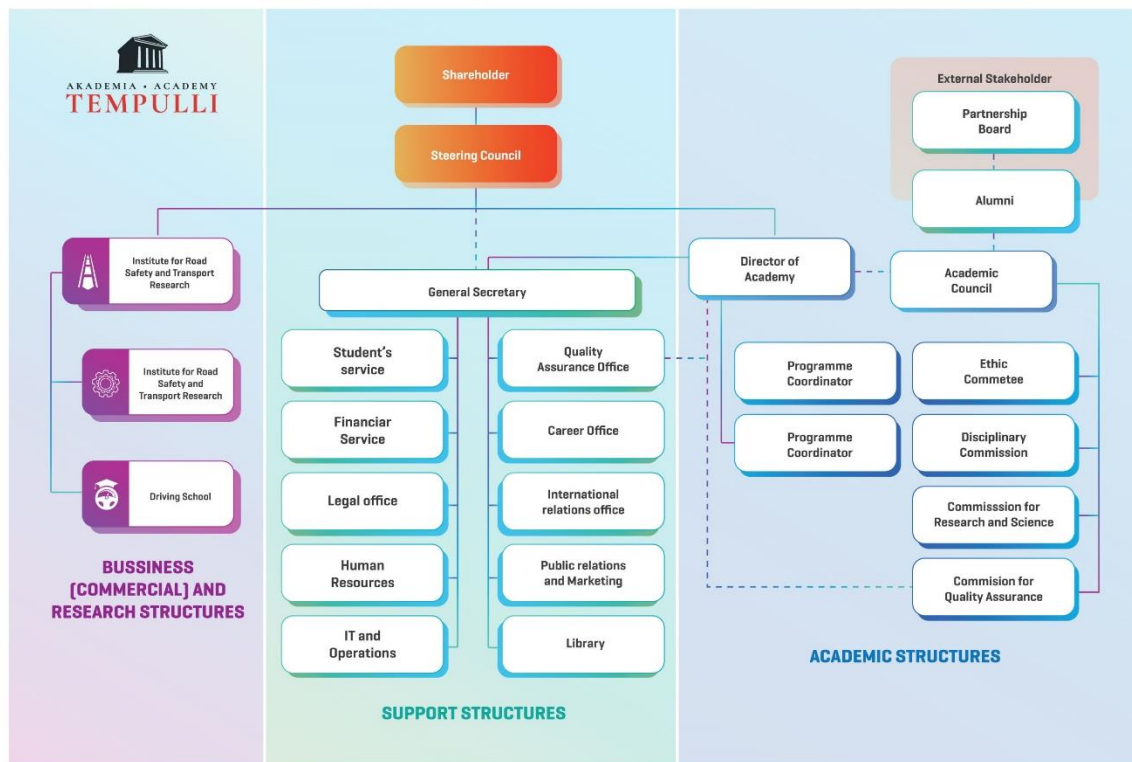 AKADEMIA • ACADEMY
TEMPULLI
Shareholder
Steering Council
External Stakeholder
Partnership
Board
Alumni
Institute for Road
Safety and Transport
Research
Institute for Road
Safety and
Transport Research
Driving School
BUSSINESS
(COMMERCIAL) AND
RESEARCH STRUCTURES
General Secretary
Student's
service
Financiar
Service
Legal office
Human
Resources
IT and
Operations
Quality
Assurance Office
Career Office
International
relations office
Public relations
and Marketing
Library
SUPPORT STRUCTURES
Director of
Academy
Academic
Council
Programme
Coordinator
Programme
Coordinator
Ethic
Commetee
Disciplinary
Commission
Commisssion for
Research and Science
Commision for
Quality Assurance
ACADEMIC STRUCTURES